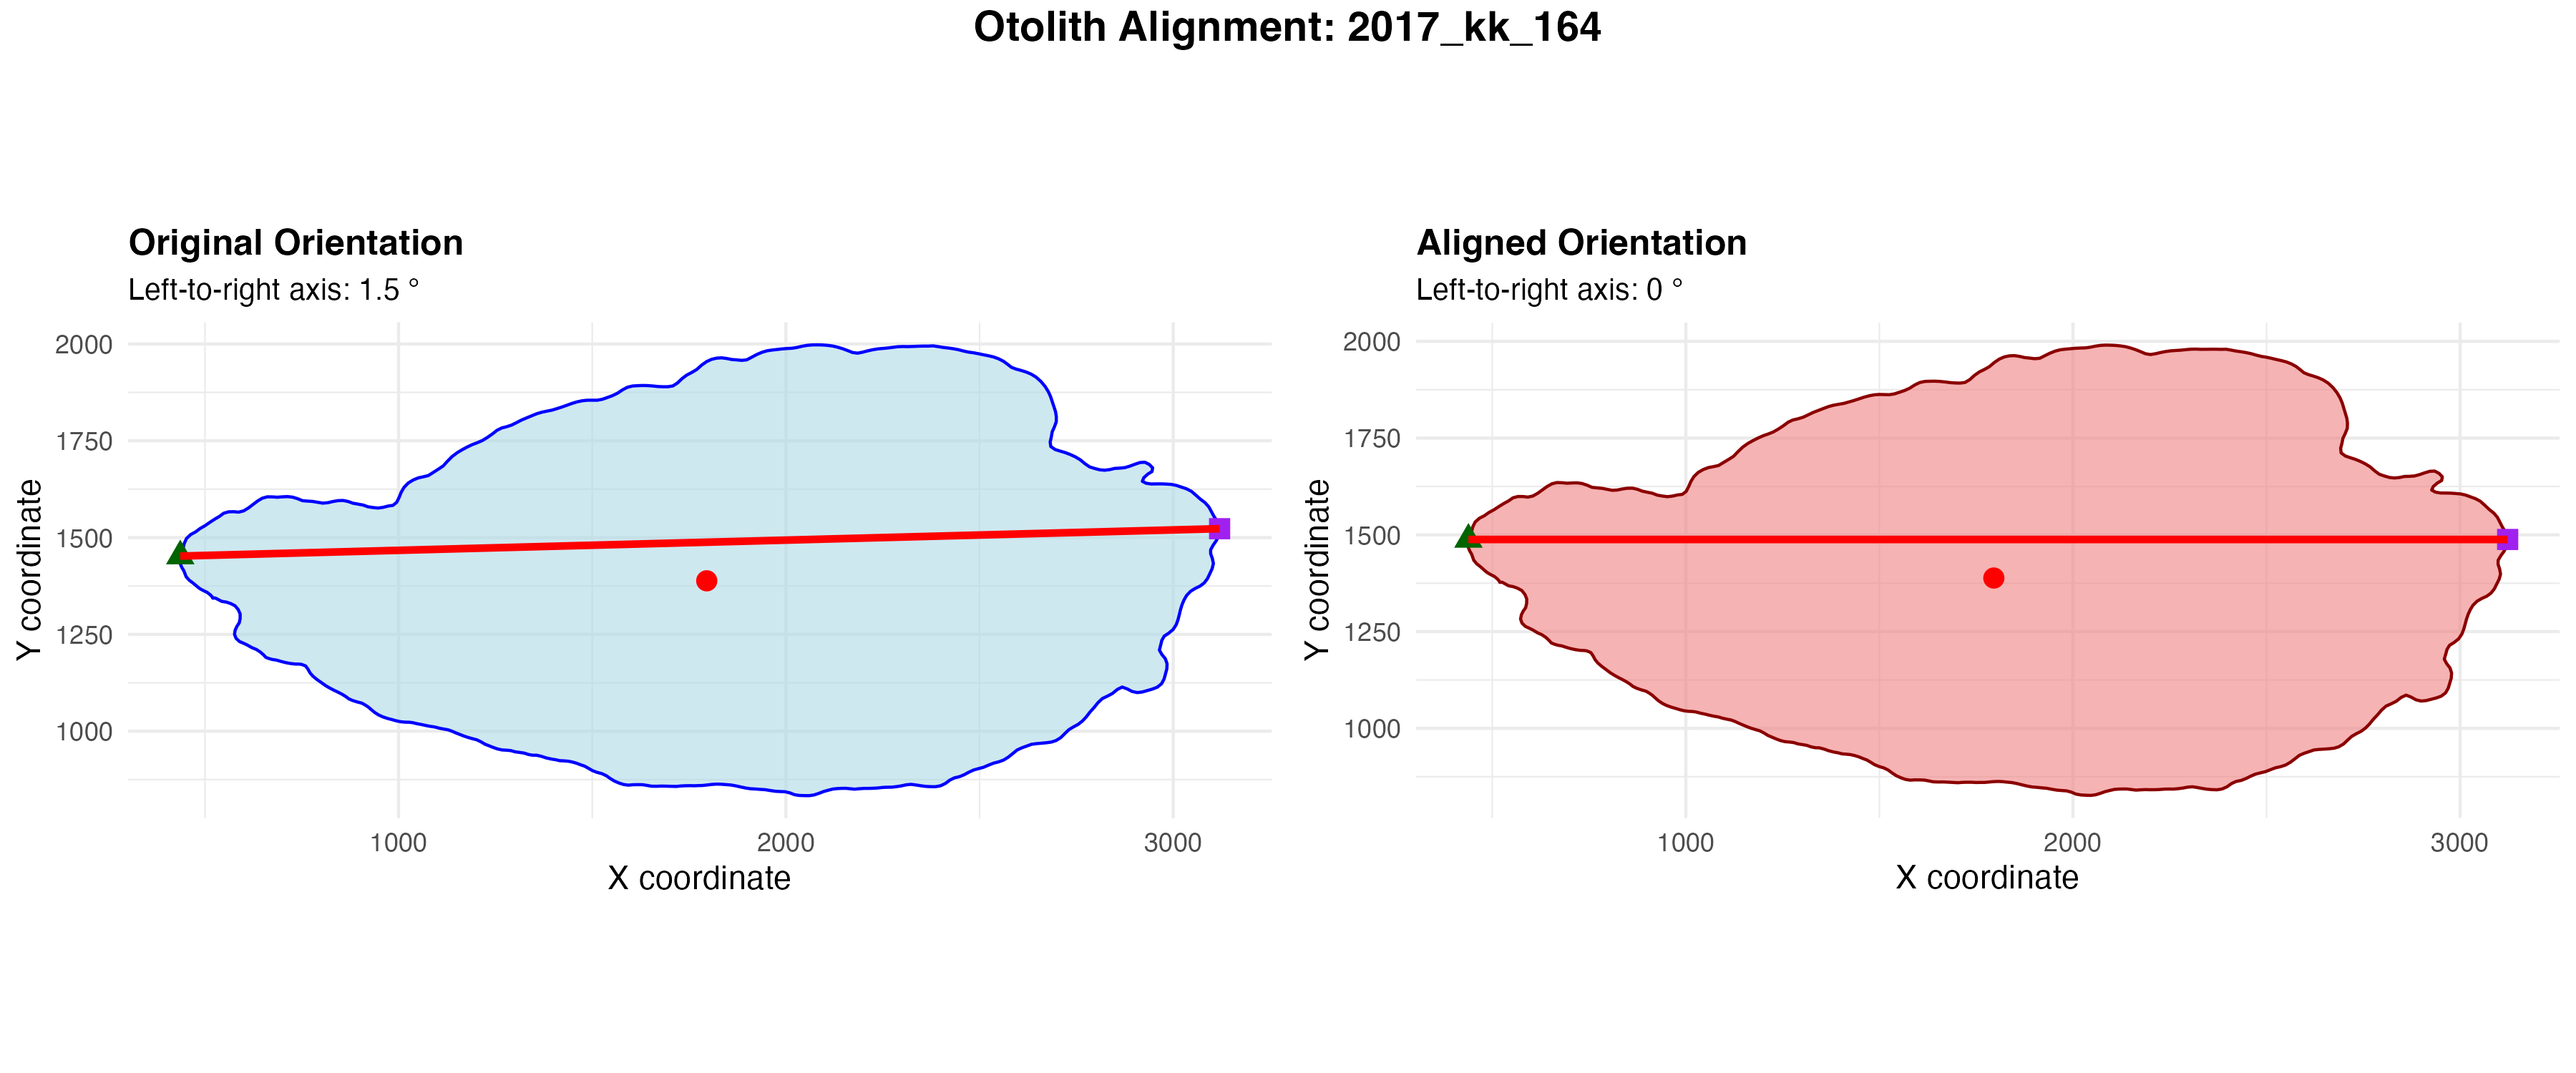 Otolith Alignment: 2017_kk_164
Original Orientation
Left-to-right axis: 1.5 °
2000
1750
1500
1250
1000
Y coordinate
1000 2000 3000
X coordinate
Aligned Orientation
Left-to-right axis: 0 °
2000
1750
1500
1250
1000
Y coordinate
1000 2000 3000
X coordinate